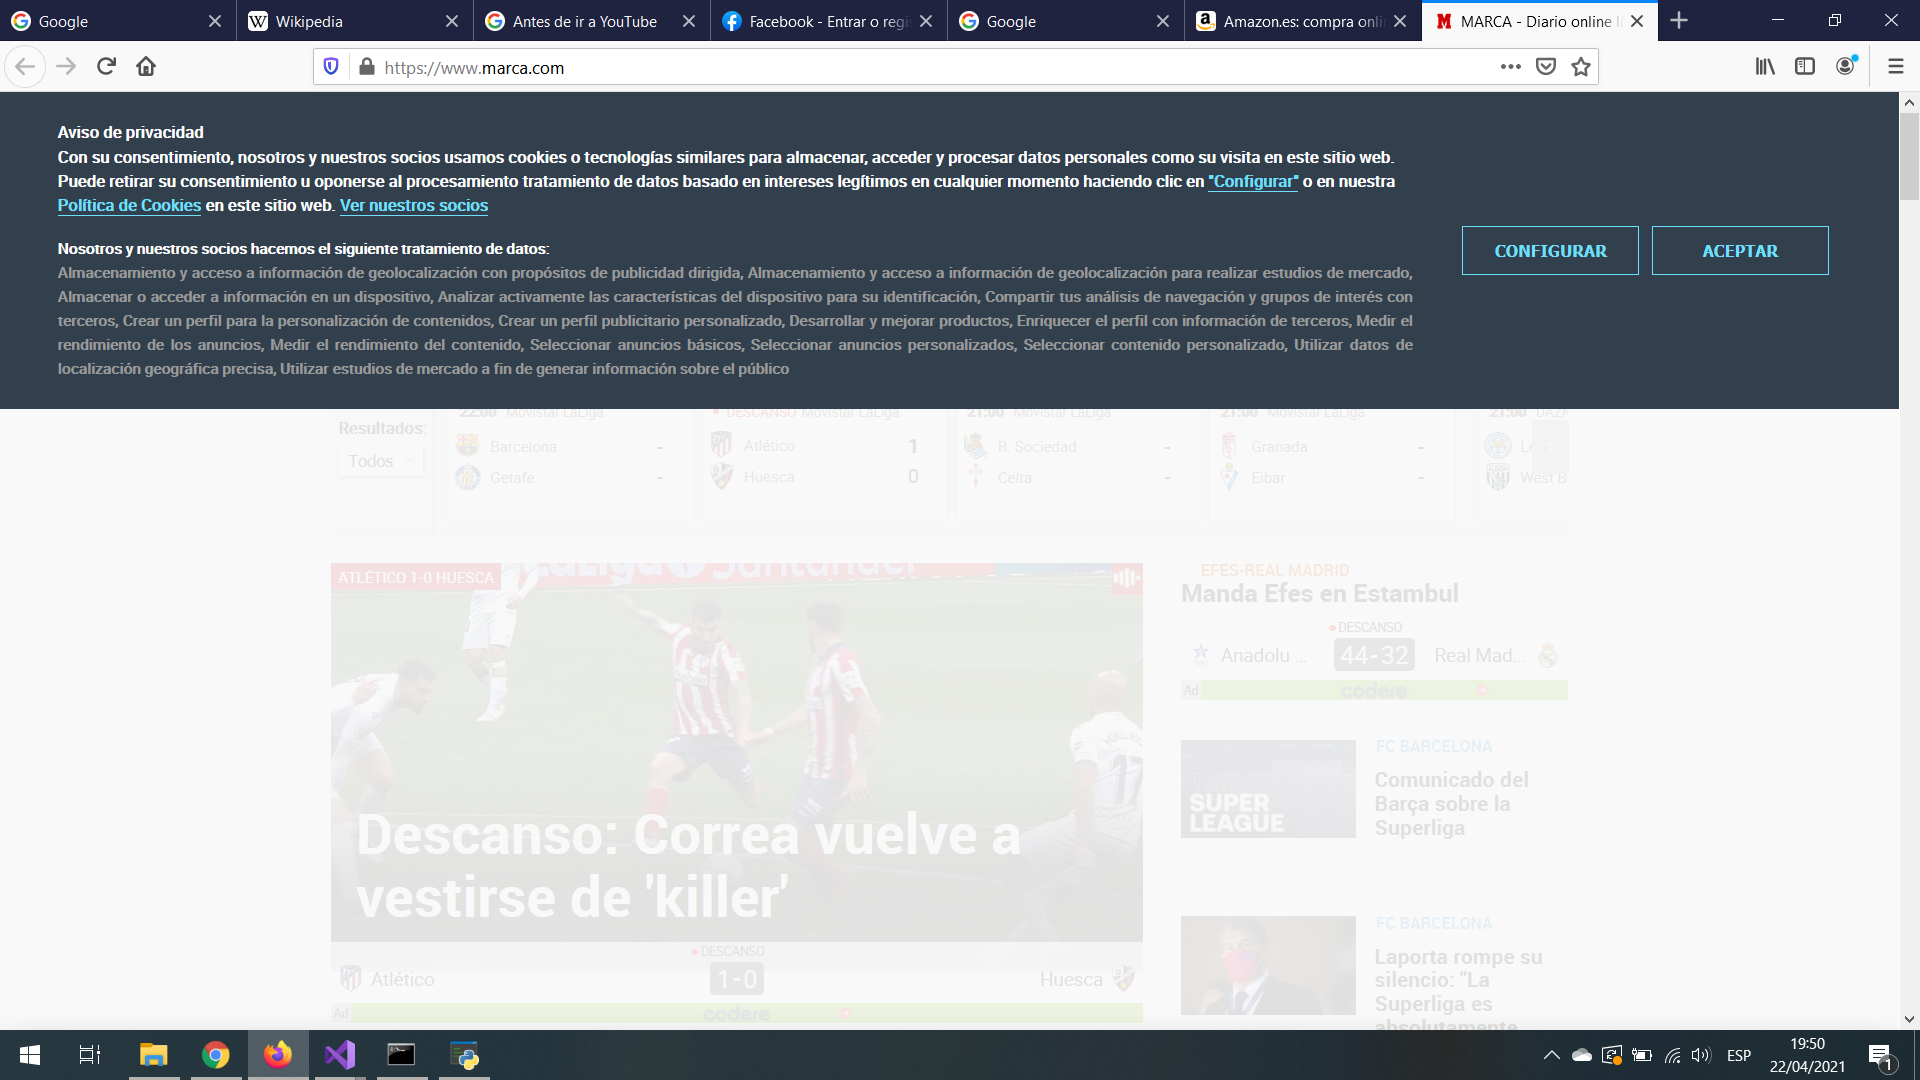 Google
Wikipedia
Antes de ir a YouTube
Facebook - Entrar o regi
Google
Amazon.es: compra onli
MARCA - Diario online l
https://www.marca.com
Aviso de privacidad
Con su consentimiento, nosotros y nuestros socios usamos cookies o tecnologías similares para almacenar, acceder y procesar datos personales como su visita en este sitio web.
Puede retirar su consentimiento u oponerse al procesamiento tratamiento de datos basado en intereses legítimos en cualquier momento haciendo clic en "Configurar" o en nuestra
Política de Cookies en este sitio web. Ver nuestros socios
Nosotros y nuestros socios hacemos el siguiente tratamiento de datos:
Almacenamiento y acceso a información de geolocalización con propósitos de publicidad dirigida, Almacenamiento y acceso a información de geolocalización para realizar estudios de mercado,
Almacenar o acceder a información en un dispositivo, Analizar activamente las características del dispositivo para su identificación, Compartir tus análisis de navegación y grupos de interés con
terceros, Crear un perfil para la personalización de contenidos, Crear un perfil publicitario personalizado, Desarrollar y mejorar productos, Enriquecer el perfil con información de terceros, Medir el
rendimiento de los anuncios, Medir el rendimiento del contenido, Seleccionar anuncios básicos, Seleccionar anuncios personalizados, Seleccionar contenido personalizado, Utilizar datos de
localización geográfica precisa, Utilizar estudios de mercado a fin de generar información sobre el público
CONFIGURAR
ACEPTAR
Resultados:
Todos
22:00 Movistar LaLiga
Barcelona -
Getafe -
DESCANSO Movistar LaLiga
Atlético 1
Huesca 0
21:00 Movistar LaLiga
R. Sociedad -
Celta -
21:00 Movistar LaLiga
Granada -
Eibar -
21:00 DAZN
Le
West B
ATLÉTICO 1-0 HUESCA
LaLiga Santander
Descanso: Correa vuelve a
vestirse de 'killer'
DESCANSO
Atlético 1-0 Huesca
Ad codere
EFES-REAL MADRID
Manda Efes en Estambul
DESCANSO
Anadolu ... 44-32 Real Mad...
Ad codere
THE
SUPER
LEAGUE
FC BARCELONA
Comunicado del
Barça sobre la
Superliga
FC BARCELONA
Laporta rompe su
silencio: "La
Superliga es
absolutamente
17
ESP
19:50
22/04/2021
1